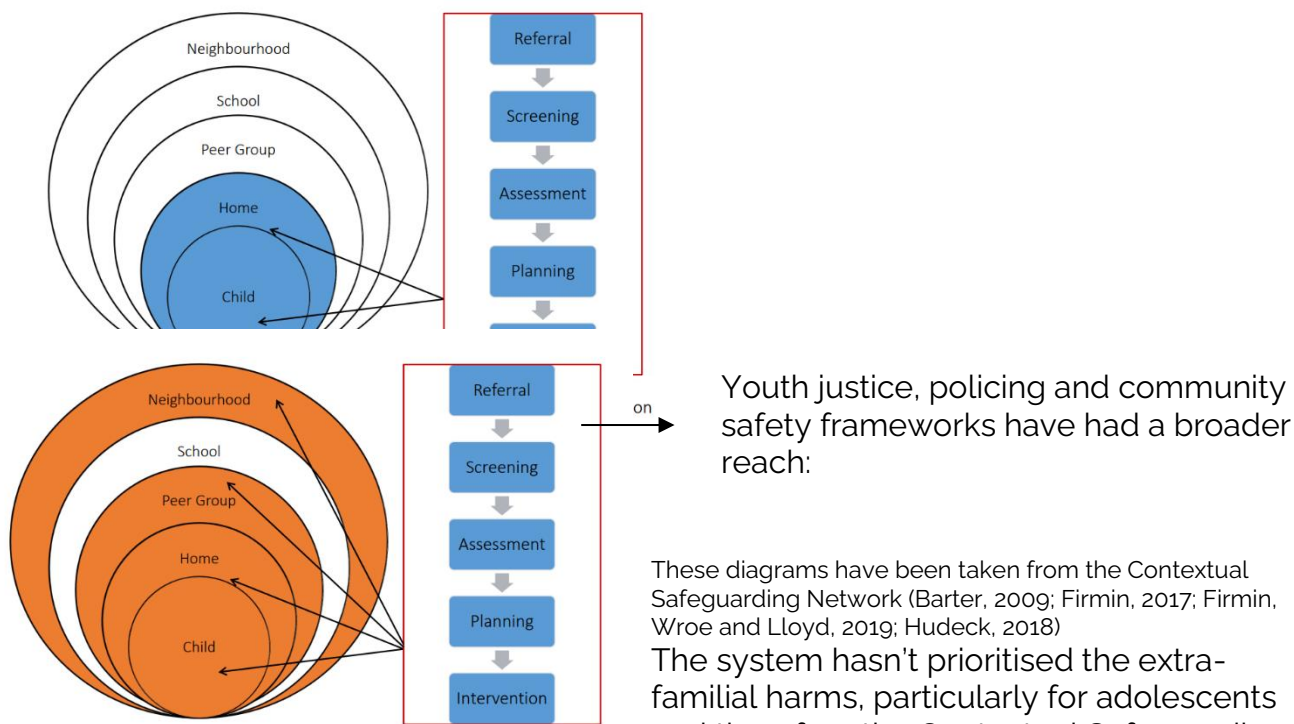 Neighbourhood
School
Peer Group
Home
Child
Referral
Screening
Assessment
Planning
Neighbourhood
School
Peer Group
Home
Child
Referral
Screening
Assessment
Planning
Intervention
on
Youth justice, policing and community
safety frameworks have had a broader
reach:
These diagrams have been taken from the Contextual
Safeguarding Network (Barter, 2009; Firmin, 2017; Firmin,
Wroe and Lloyd, 2019; Hudeck, 2018)
The system hasn't prioritised the extra-
familial harms, particularly for adolescents